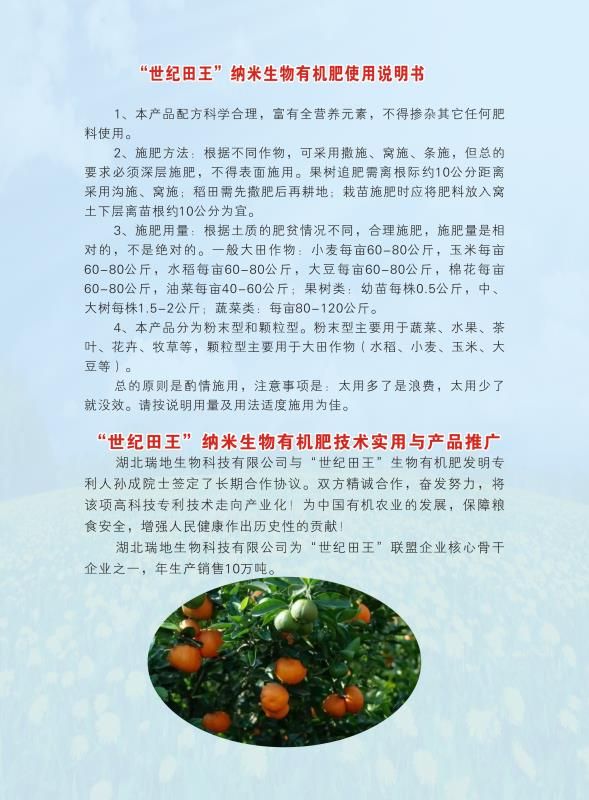 “世纪田王”纳米生物有机肥使用说明书
1、本产品配方科学合理，富有全营养元素，不得掺杂其它任何肥
料使用。
2、施肥方法：根据不同作物，可采用撒施、窝施、条施，但总的
要求必须深层施肥，不得表面施用。果树追肥需离根际约10公分距离
采用沟施、窝施；稻田需先撒肥后再耕地；栽苗施肥时应将肥料放入窝
土下层离苗根约10公分为宜。
3、施肥用量：根据土质的肥贫情况不同，合理施肥，施肥量是相
对的，不是绝对的。一般大田作物：小麦每亩60-80公斤，玉米每亩
60-80公斤，水稻每亩60-80公斤，大豆每亩60-80公斤，棉花每亩
60-80公斤，油菜每亩40-60公斤；果树类：幼苗每株0.5公斤，中、
大树每株1.5-2公斤；蔬菜类：每亩80-120公斤。
4、本产品分为粉末型和颗粒型。粉末型主要用于蔬菜、水果、茶
叶、花卉、牧草等，颗粒型主要用于大田作物（水稻、小麦、玉米、大
豆等）。
总的原则是酌情施用，注意事项是：太用多了是浪费，太用少了
就没效。请按说明用量及用法适度施用为佳。
“世纪田王”纳米生物有机肥技术实用与产品推广
湖北瑞地生物科技有限公司与“世纪田王”生物有机肥发明专
利人孙成院士签定了长期合作协议。双方精诚合作，奋发努力，将
该项高科技专利技术走向产业化！为中国有机农业的发展，保障粮
食安全，增强人民健康作出历史性的贡献！
湖北瑞地生物科技有限公司为“世纪田王”联盟企业核心骨干
企业之一，年生产销售10万吨。